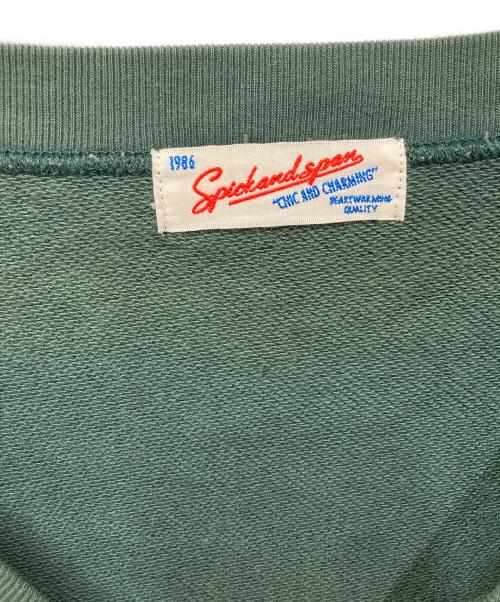 1986
Spickandspan
"CHIC AND CHARMING"
HEARTWARMING
QUALITY